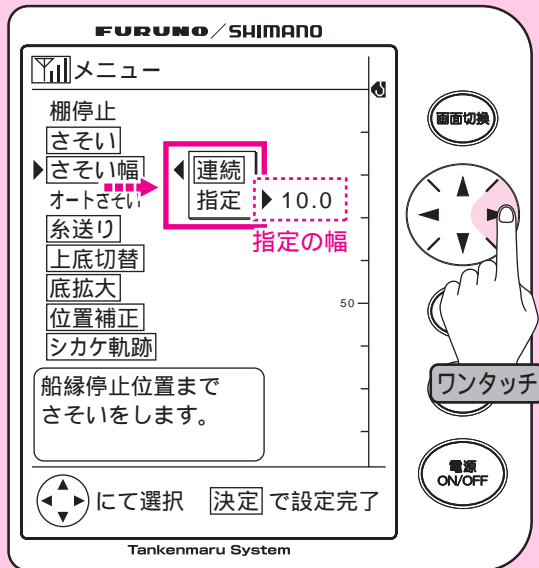 FURUNO/SHIMANO
メニュー
棚停止
さそい
さそい幅
オートさそい
糸送り
上底切替
底拡大
位置補正
シカケ軌跡
連続
指定 ▶ 10.0
指定の幅
50
船縁停止位置まで
さそいをします。
にて選択 決定 で設定完了
Tankenmaru System
画面切換
ワンタッチ
電源
ON/OFF